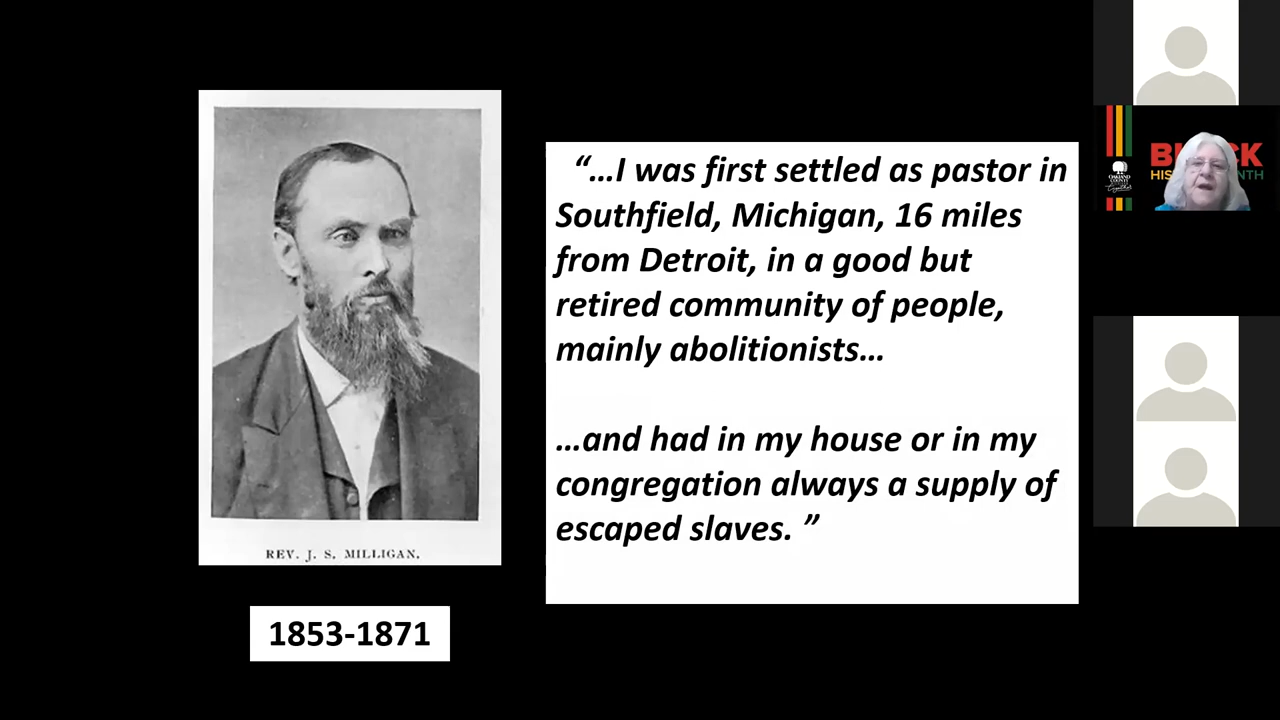 “…I was first settled as pastor in
Southfield, Michigan, 16 miles
from Detroit, in a good but
retired community of people,
mainly abolitionists…
…and had in my house or in my
congregation always a supply of
escaped slaves. ”
REV. J. S. MILLIGAN.
1853-1871
OAKLAND
COUNTY